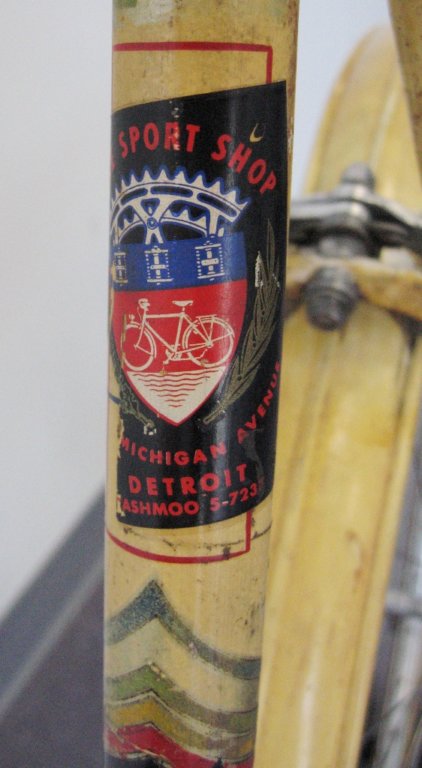 SPORT SHOP
MICHIGAN AVENUE
DETROIT
ASHMOO 5-723